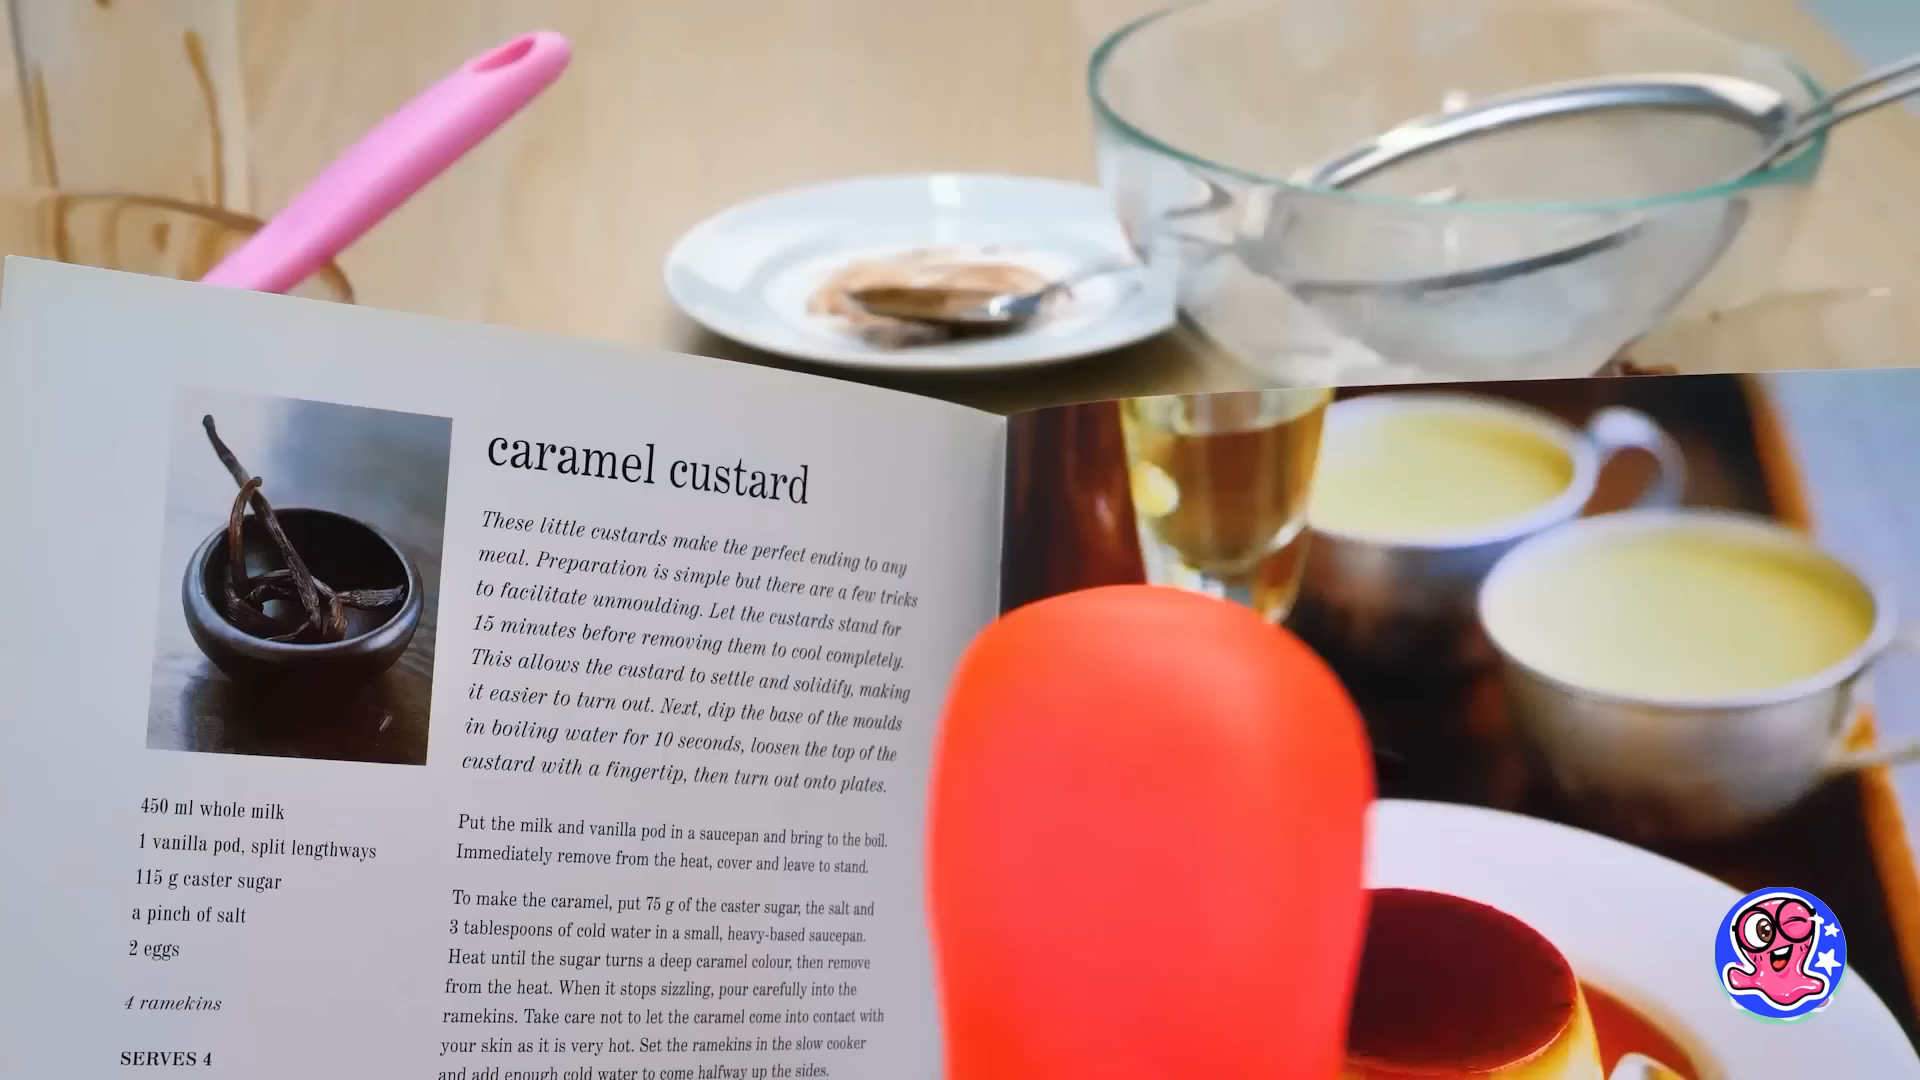 caramel custard
These little custards make the perfect ending to any
meal. Preparation is simple but there are a few tricks
to facilitate unmoulding. Let the custards stand for
15 minutes before removing them to cool completely.
This allows the custard to settle and solidify, making
it easier to turn out. Next, dip the base of the moulds
in boiling water for 10 seconds, loosen the top of the
custard with a fingertip, then turn out onto plates.
450 ml whole milk
1 vanilla pod, split lengthways
115 g caster sugar
a pinch of salt
2 eggs
4 ramekins
SERVES 4
Put the milk and vanilla pod in a saucepan and bring to the boil.
Immediately remove from the heat, cover and leave to stand.
To make the caramel, put 75 g of the caster sugar, the salt and
3 tablespoons of cold water in a small, heavy-based saucepan.
Heat until the sugar turns a deep caramel colour, then remove
from the heat. When it stops sizzling, pour carefully into the
ramekins. Take care not to let the caramel come into contact with
your skin as it is very hot. Set the ramekins in the slow cooker
and add enough cold water to come halfway up the sides.